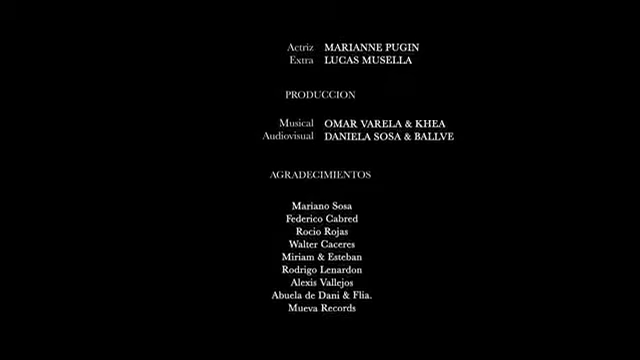 Actriz MARIANNE PUGIN
Extra LUCAS MUSELLA
PRODUCCION
Musical OMAR VARELA & KHEA
Audiovisual DANIELA SOSA & BALLVE
AGRADECIMIENTOS
Mariano Sosa
Federico Cabred
Rocio Rojas
Walter Caceres
Miriam & Esteban
Rodrigo Lenardon
Alexis Vallejos
Abuela de Dani & Flia.
Mueva Records